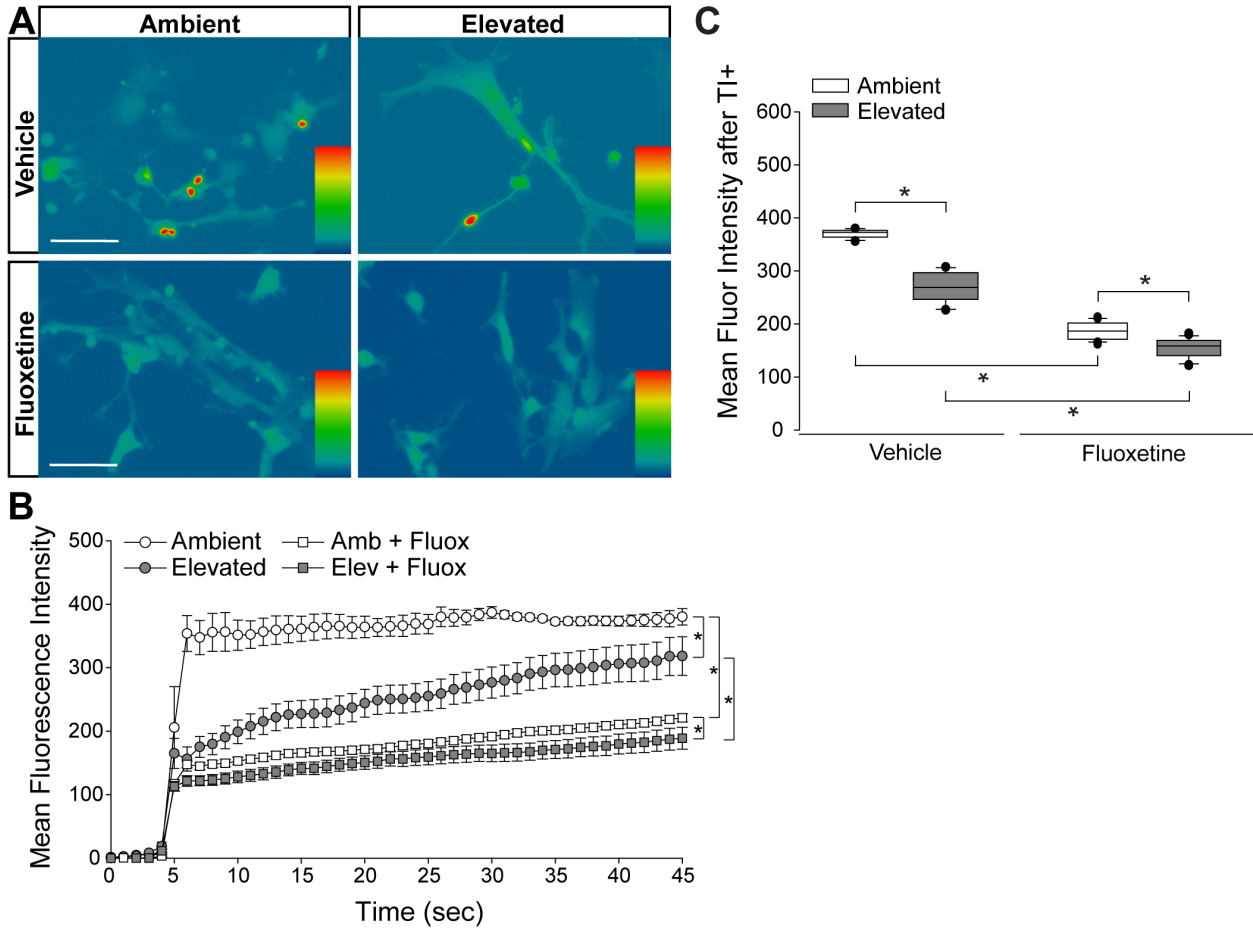 A
Ambient
Elevated
Vehicle
Fluoxetine
B
Mean Fluorescence Intensity
500
400
300
200
100
0
Ambient
Amb + Fluox
Elevated
Elev + Fluox
*
*
*
*
0 5 10 15 20 25 30 35 40 45
Time (sec)
C
Mean Fluor Intensity after TI+
Ambient
Elevated
600
500
400
300
200
100
0
*
*
*
*
Vehicle
Fluoxetine